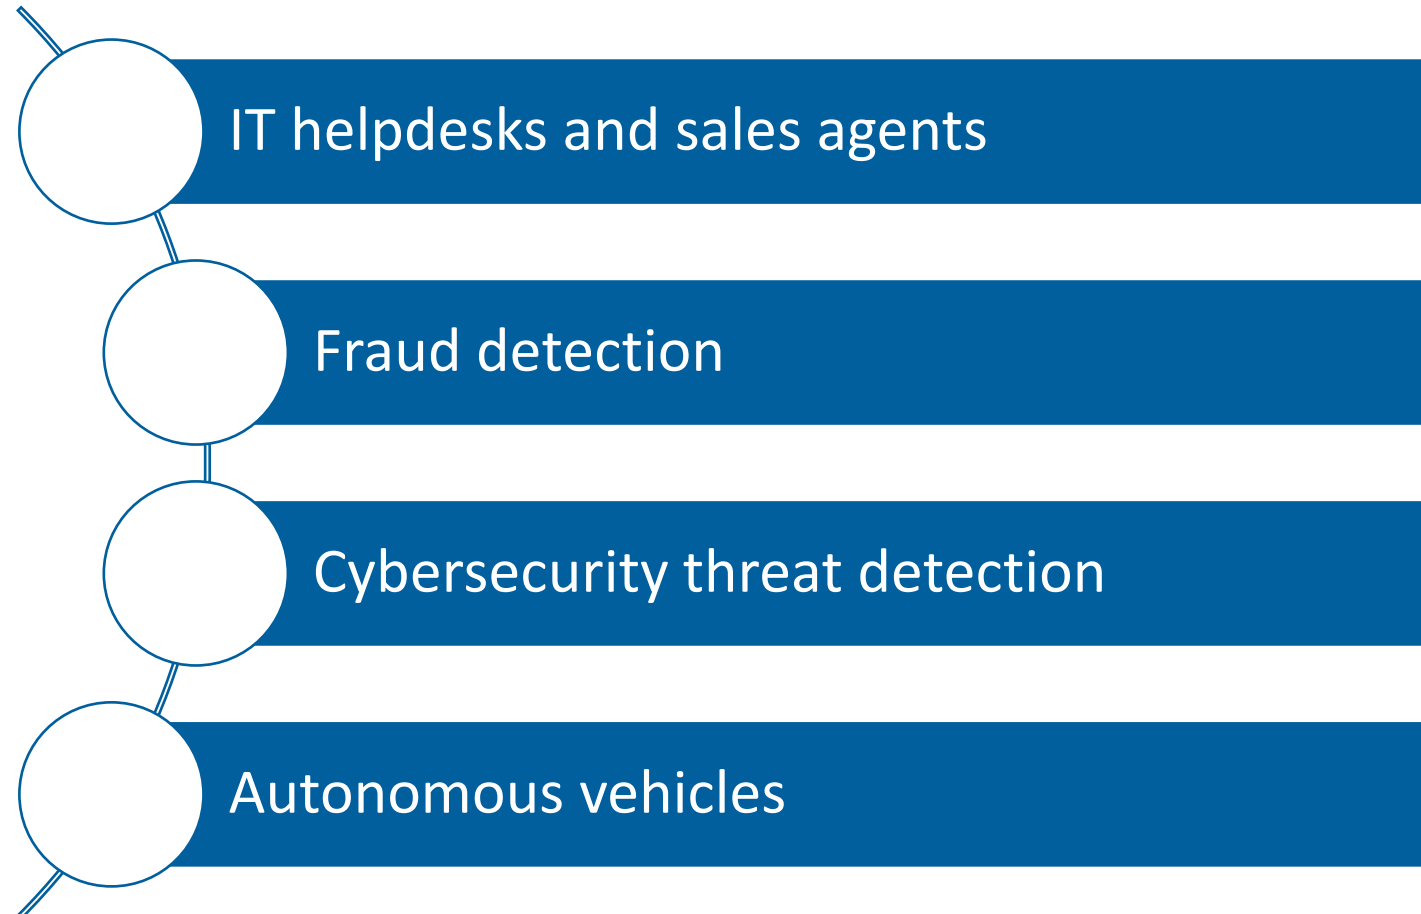 IT helpdesks and sales agents
Fraud detection
Cybersecurity threat detection
Autonomous vehicles